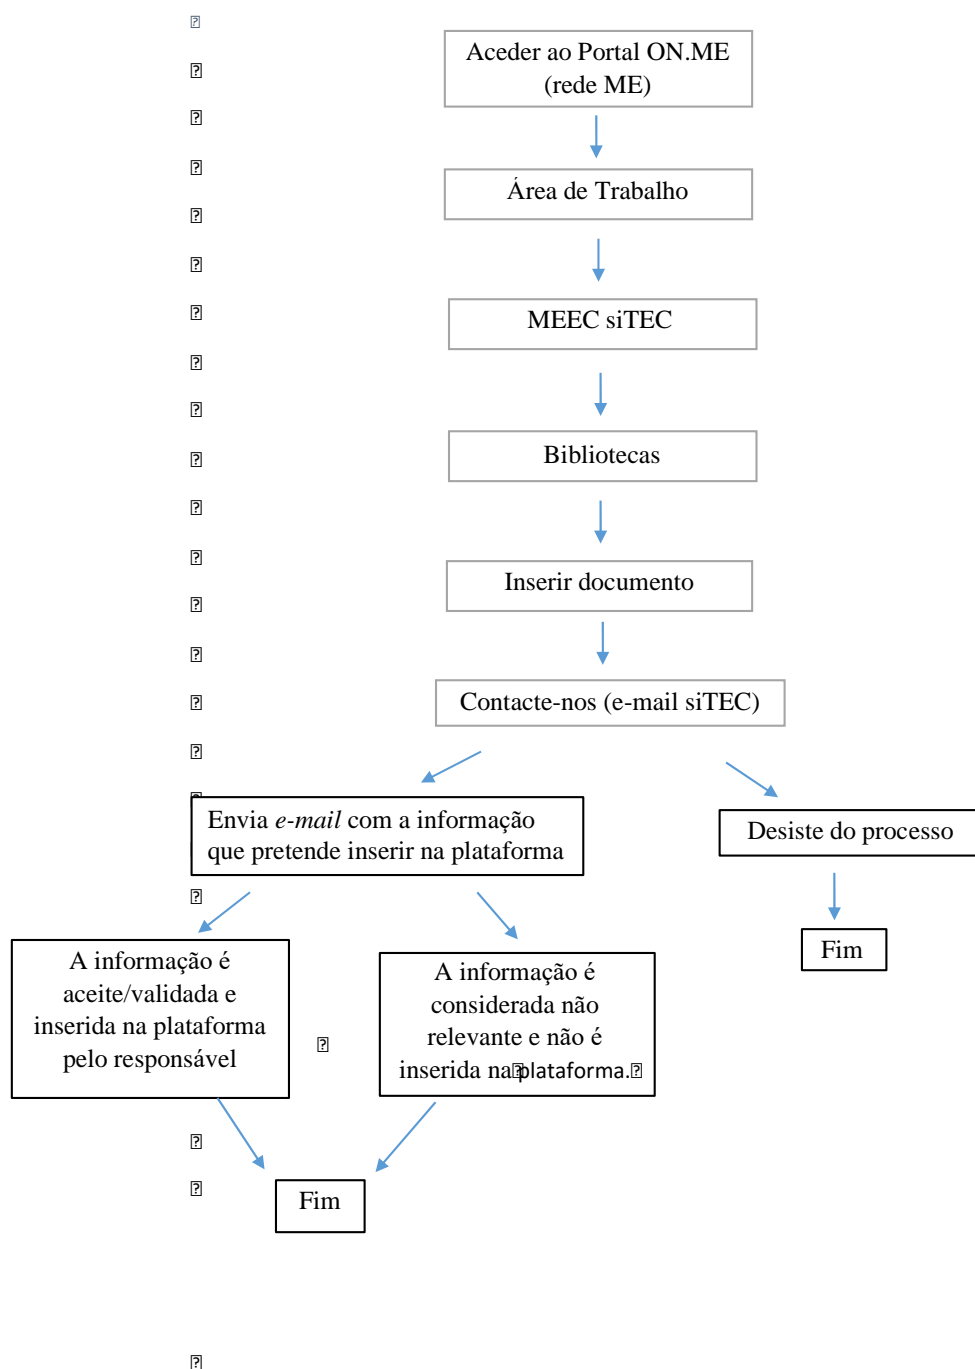 Aceder ao Portal ON.ME
(rede ME)
Área de Trabalho
MEEC siTEC
Bibliotecas
Inserir documento
Contacte-nos (e-mail siTEC)
Envia e-mail com a informação
que pretende inserir na plataforma
Desiste do processo
Fim
A informação é
aceite/validada e
inserida na plataforma
pelo responsável
A informação é
considerada não
relevante e não é
inserida na plataforma.
Fim